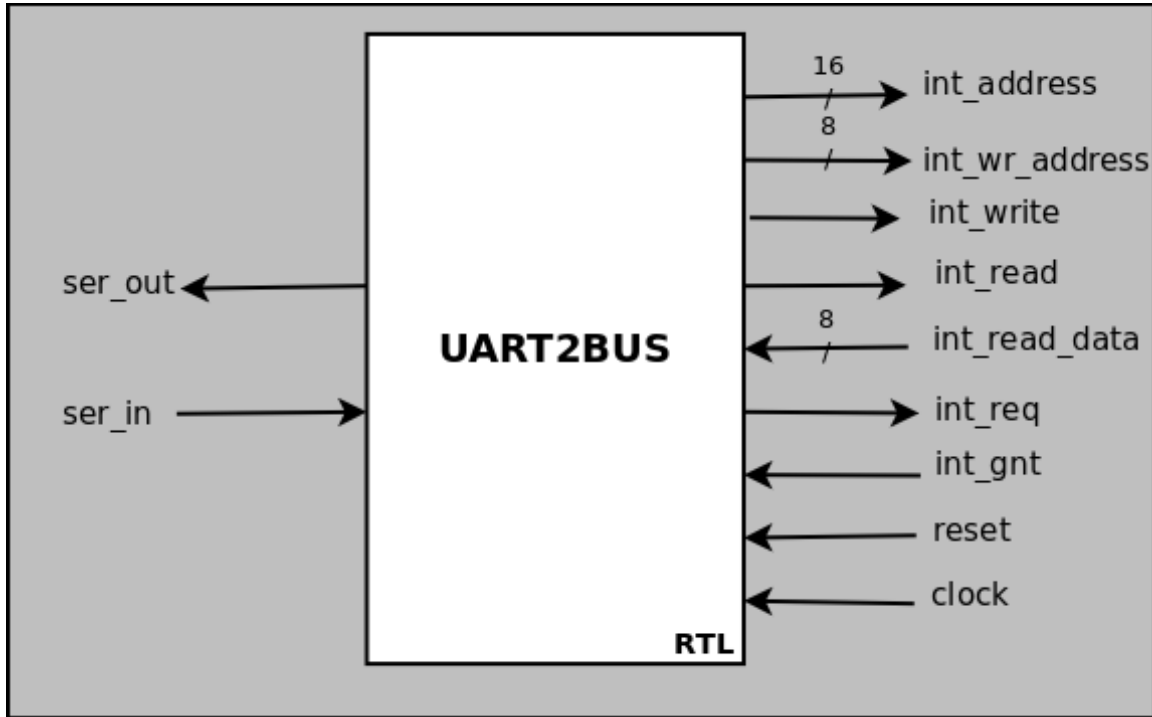 16
int_address
8
int_wr_address
int_write
ser_out
int_read
8
int_read_data
UART2BUS
ser_in
int_req
int_gnt
reset
clock
RTL